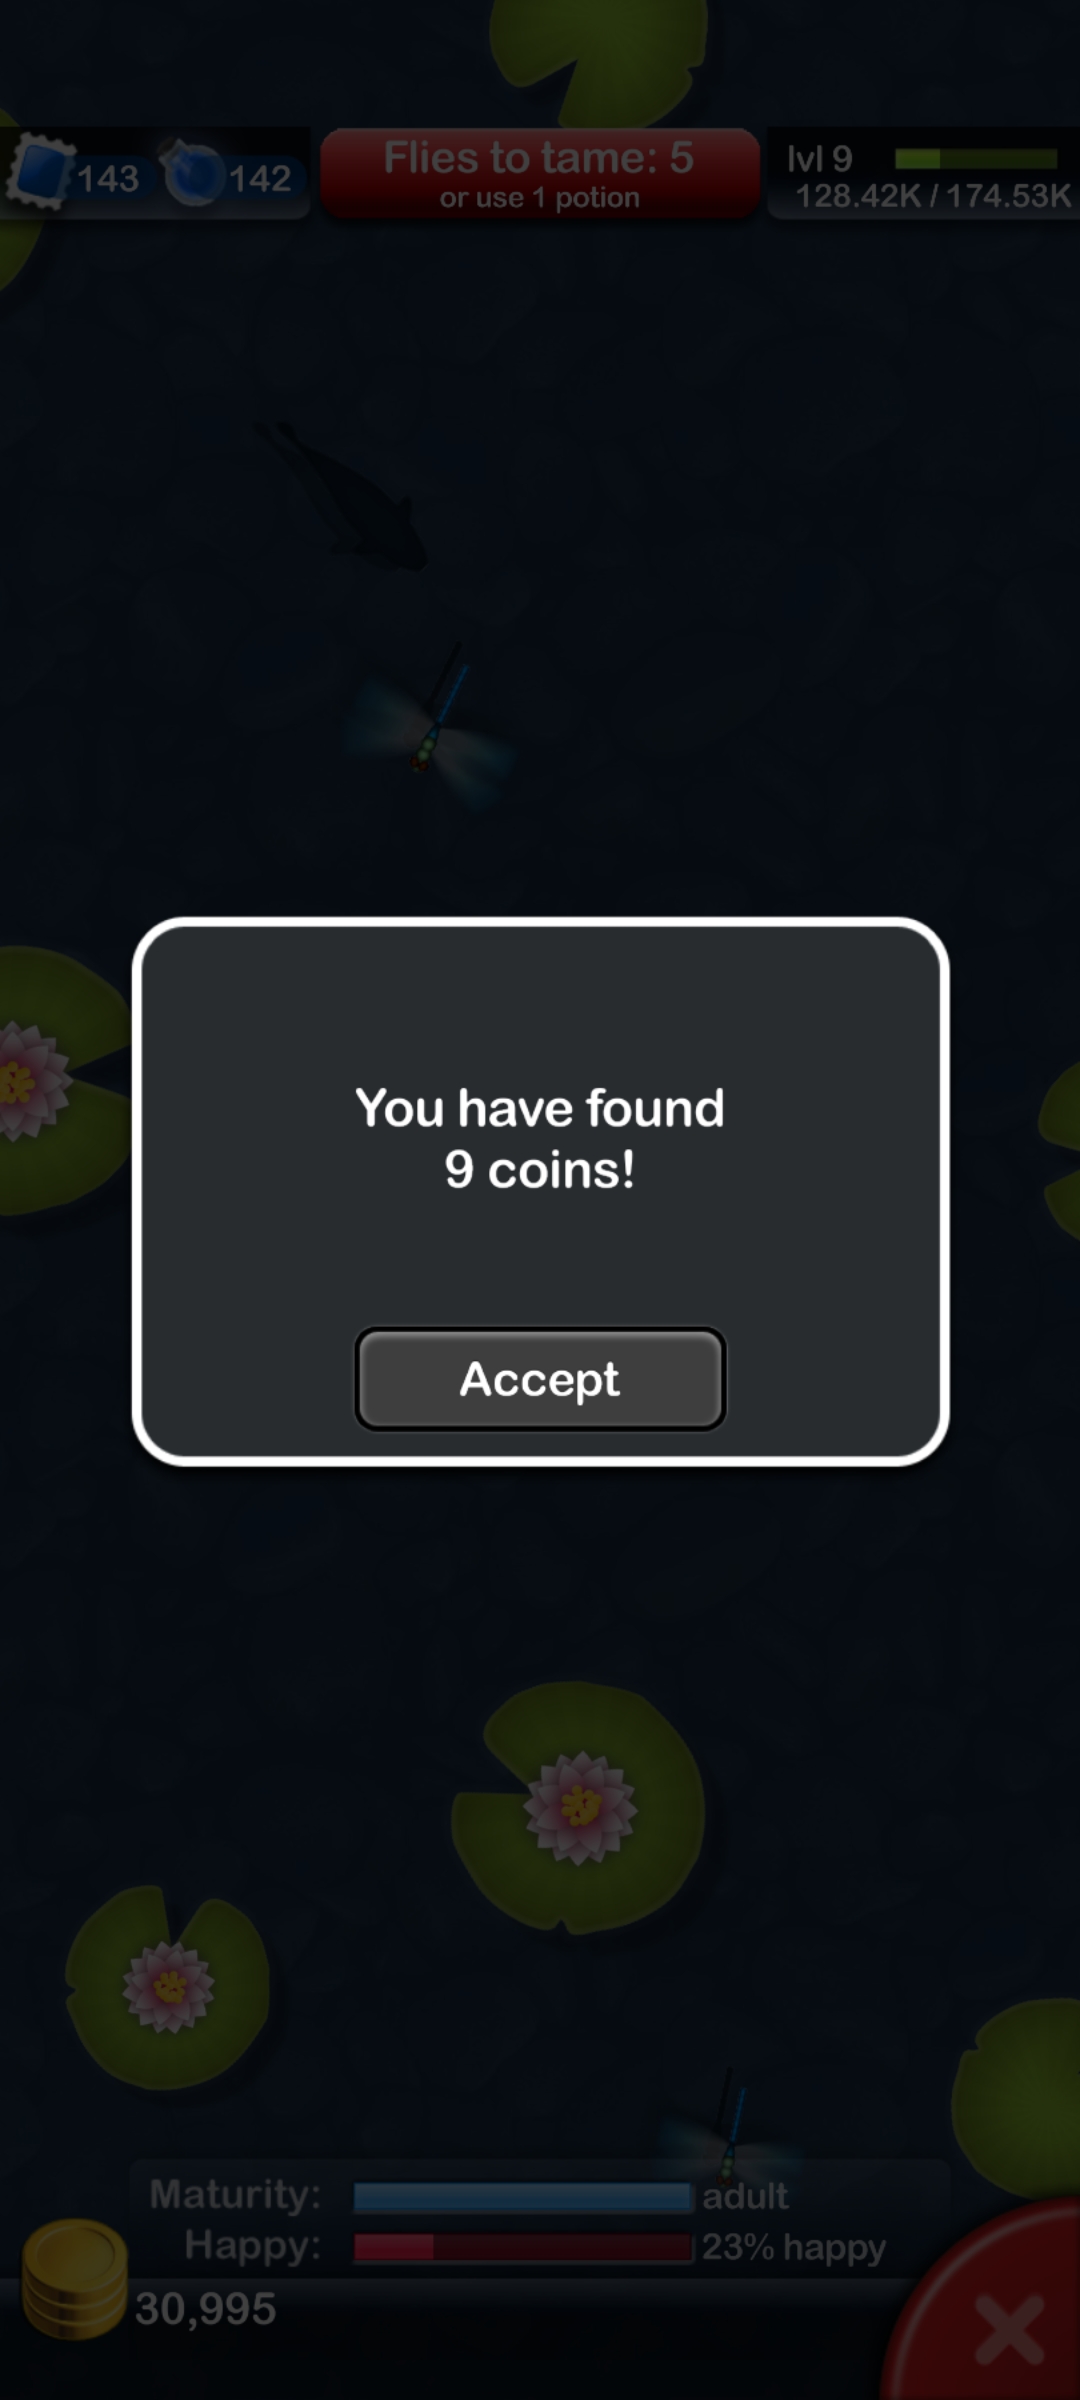 143
142
Flies to tame: 5
or use 1 potion
lvl 9
128.42K / 174.53K
You have found
9 coins!
Accept
Maturity:
adult
Happy:
23% happy
30,995